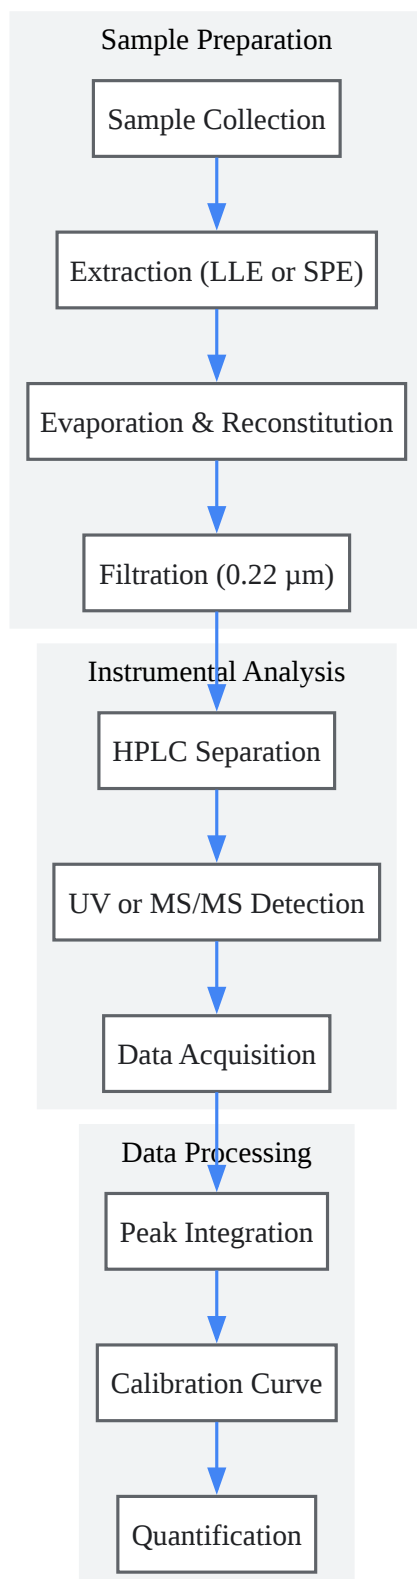 Sample Preparation
Sample Collection
Extraction (LLE or SPE)
Evaporation & Reconstitution
Filtration (0.22 µm)
Instrumental Analysis
HPLC Separation
UV or MS/MS Detection
Data Acquisition
Data Processing
Peak Integration
Calibration Curve
Quantification